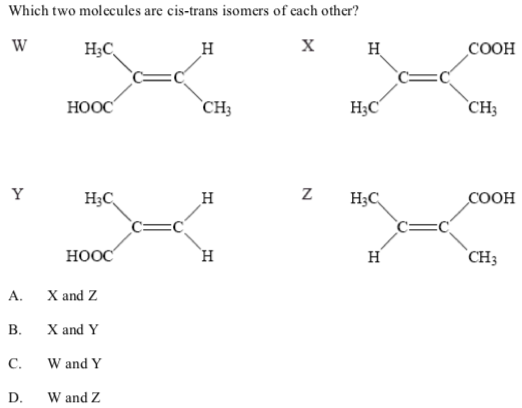 Which two molecules are cis-trans isomers of each other?
W
H₃C H
C=C
HOOC CH₃
X
H COOH
C=C
H₃C CH₃
Y
H₃C H
C=C
HOOC H
Z
H₃C COOH
C=C
H CH₃
A. X and Z
B. X and Y
C. W and Y
D. W and Z